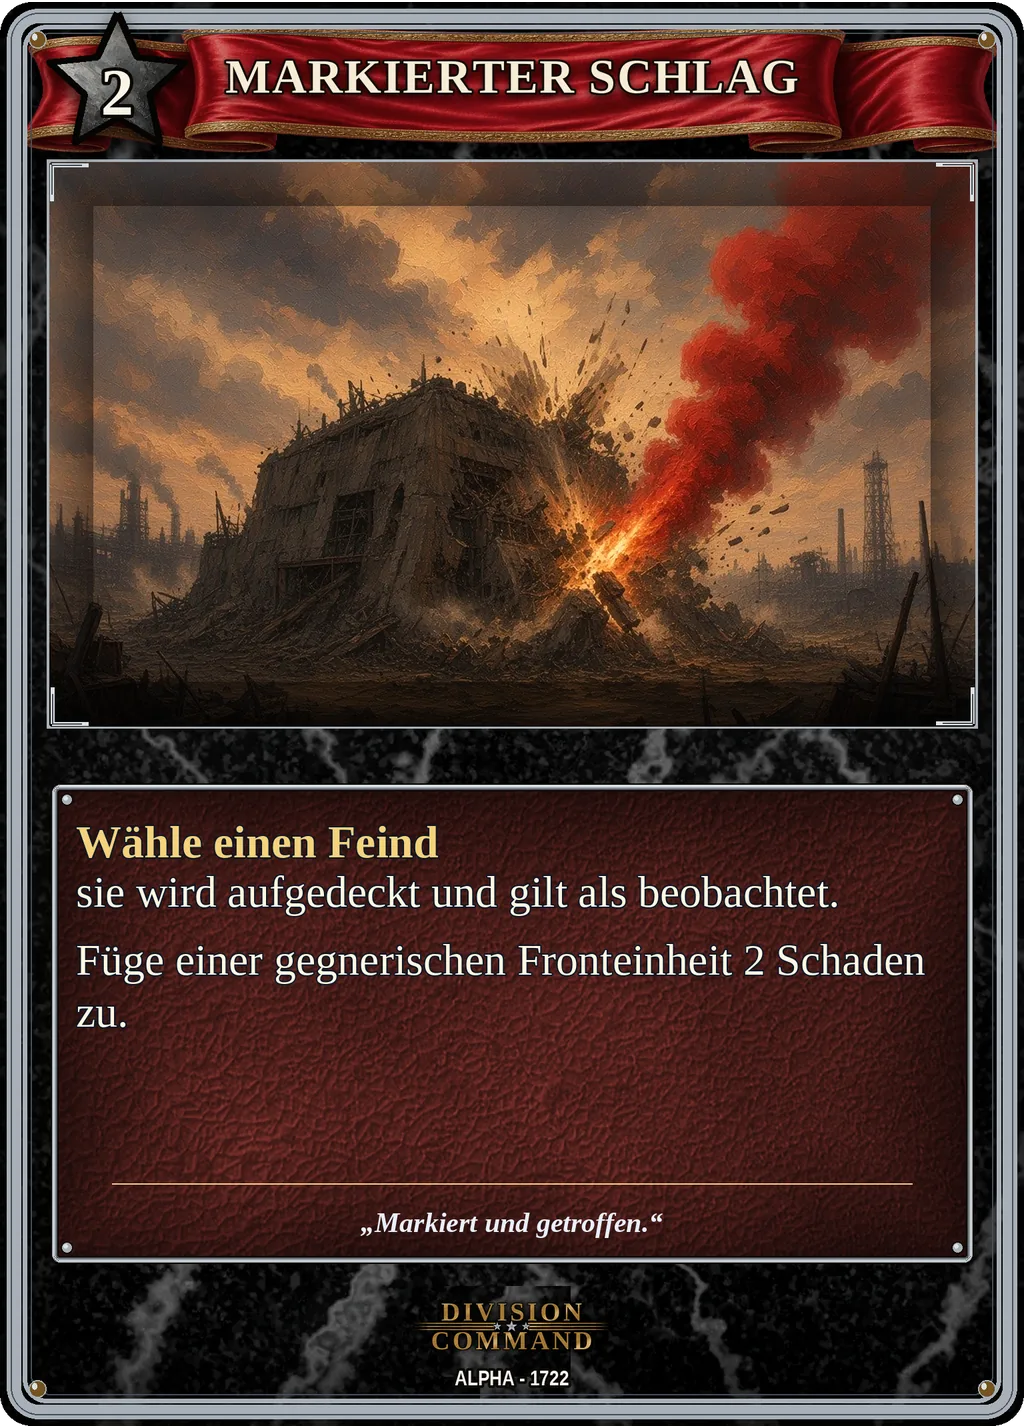 2
MARKIERTER SCHLAG
Wähle einen Feind
sie wird aufgedeckt und gilt als beobachtet.
Füge einer gegnerischen Fronteinheit 2 Schaden
zu.
„Markiert und getroffen.“
DIVISION
COMMAND
ALPHA - 1722